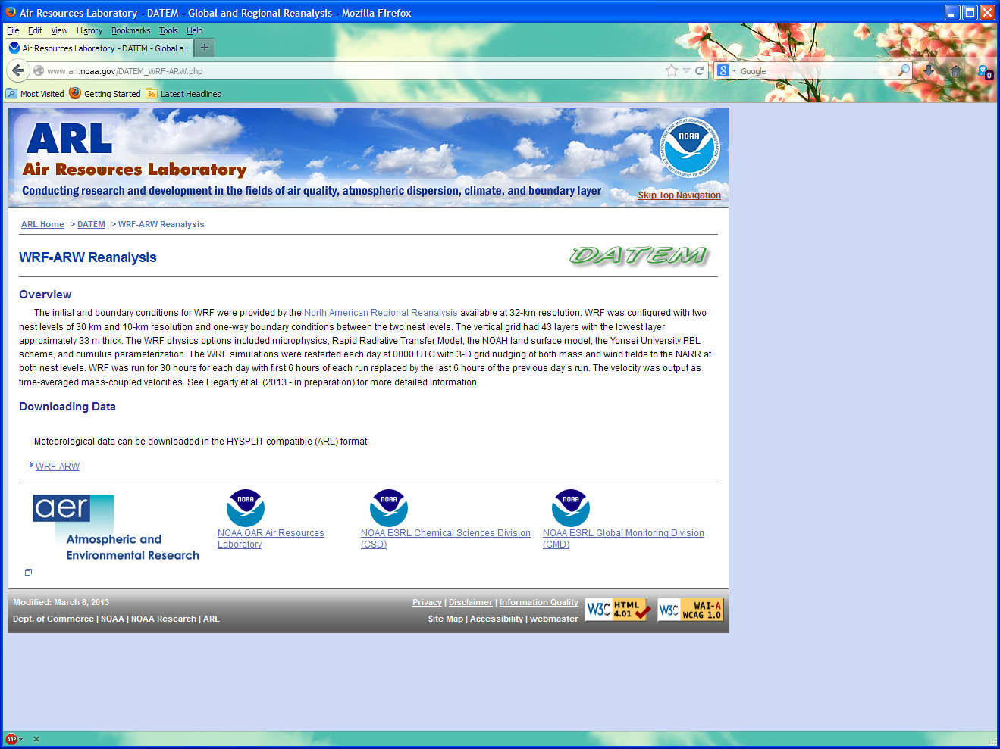 Air Resources Laboratory - DATEM - Global and Regional Reanalysis - Mozilla Firefox
File Edit View History Bookmarks Tools Help
Air Resources Laboratory - DATEM - Global a...
www.arl.noaa.gov/DATEM_WRF-ARW.php
Google
0
Most Visited Getting Started Latest Headlines
ARL
Air Resources Laboratory
Conducting research and development in the fields of air quality, atmospheric dispersion, climate, and boundary layer
NATIONAL OCEANIC AND ATMOSPHERIC ADMINISTRATION
NOAA
U.S. DEPARTMENT OF COMMERCE
Skip Top Navigation
ARL Home > DATEM > WRF-ARW Reanalysis
WRF-ARW Reanalysis
DATEM
Overview
The initial and boundary conditions for WRF were provided by the North American Regional Reanalysis available at 32-km resolution. WRF was configured with two
nest levels of 30 km and 10-km resolution and one-way boundary conditions between the two nest levels. The vertical grid had 43 layers with the lowest layer
approximately 33 m thick. The WRF physics options included microphysics, Rapid Radiative Transfer Model, the NOAH land surface model, the Yonsei University PBL
scheme, and cumulus parameterization. The WRF simulations were restarted each day at 0000 UTC with 3-D grid nudging of both mass and wind fields to the NARR at
both nest levels. WRF was run for 30 hours for each day with first 6 hours of each run replaced by the last 6 hours of the previous day's run. The velocity was output as
time-averaged mass-coupled velocities. See Hegarty et al. (2013 - in preparation) for more detailed information.
Downloading Data
Meteorological data can be downloaded in the HYSPLIT compatible (ARL) format:
WRF-ARW
aer
Atmospheric and
Environmental Research
NOAA
NOAA OAR Air Resources
Laboratory
NOAA
NOAA ESRL Chemical Sciences Division
(CSD)
NOAA
NOAA ESRL Global Monitoring Division
(GMD)
Modified: March 8, 2013
Dept. of Commerce | NOAA | NOAA Research | ARL
Privacy | Disclaimer | Information Quality
Site Map | Accessibility | webmaster
W3C HTML 4.01
W3C WAI-A WCAG 1.0
ABP